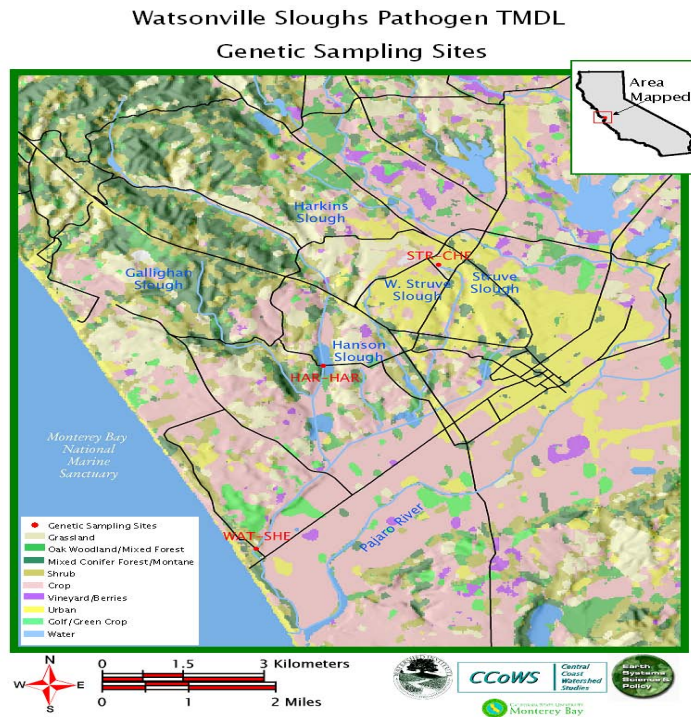 Watsonville Sloughs Pathogen TMDL
Genetic Sampling Sites
Area
Mapped
Harkins
Slough
STR-CHE
Gallighan
Slough
W. Struve
Slough
Struve
Slough
Hanson
Slough
HAR-HAR
Monterey Bay
National
Marine
Sanctuary
WAT-SHE
Pajaro River
Genetic Sampling Sites
Grassland
Oak Woodland/Mixed Forest
Mixed Conifer Forest/Montane
Shrub
Crop
Vineyard/Berries
Urban
Golf/Green Crop
Water
N
W
E
S
0 1.5 3 Kilometers
0 1 2 Miles
CCoWS
Central
Coast
Watershed
Studies
Earth
Systems
Science &
Policy
Monterey Bay